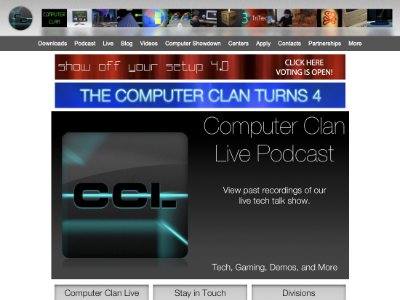 COMPUTER
CLAN
Downloads Podcast Live Blog Videos Computer Showdown Centers Apply Contacts Partnerships More
show off your setup 4.0
CLICK HERE
VOTING IS OPEN!
THE COMPUTER CLAN TURNS 4
Computer Clan
Live Podcast
CCL
View past recordings of our
live tech talk show.
Tech, Gaming, Demos, and More
Computer Clan Live Stay in Touch Divisions